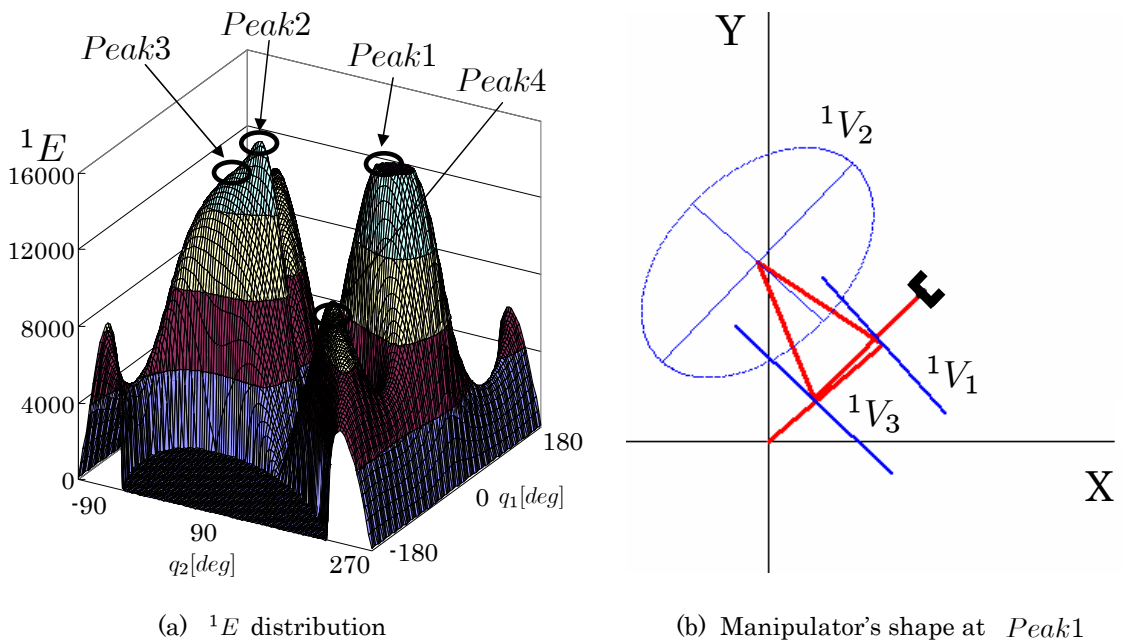 Peak3
Peak2
Peak1
Peak4
¹E
16000
12000
8000
4000
0
-90
90
270
q₂[deg]
-180
0
q₁[deg]
180
(a) ¹E distribution
Y
X
¹V₂
¹V₁
¹V₃
(b) Manipulator's shape at Peak1